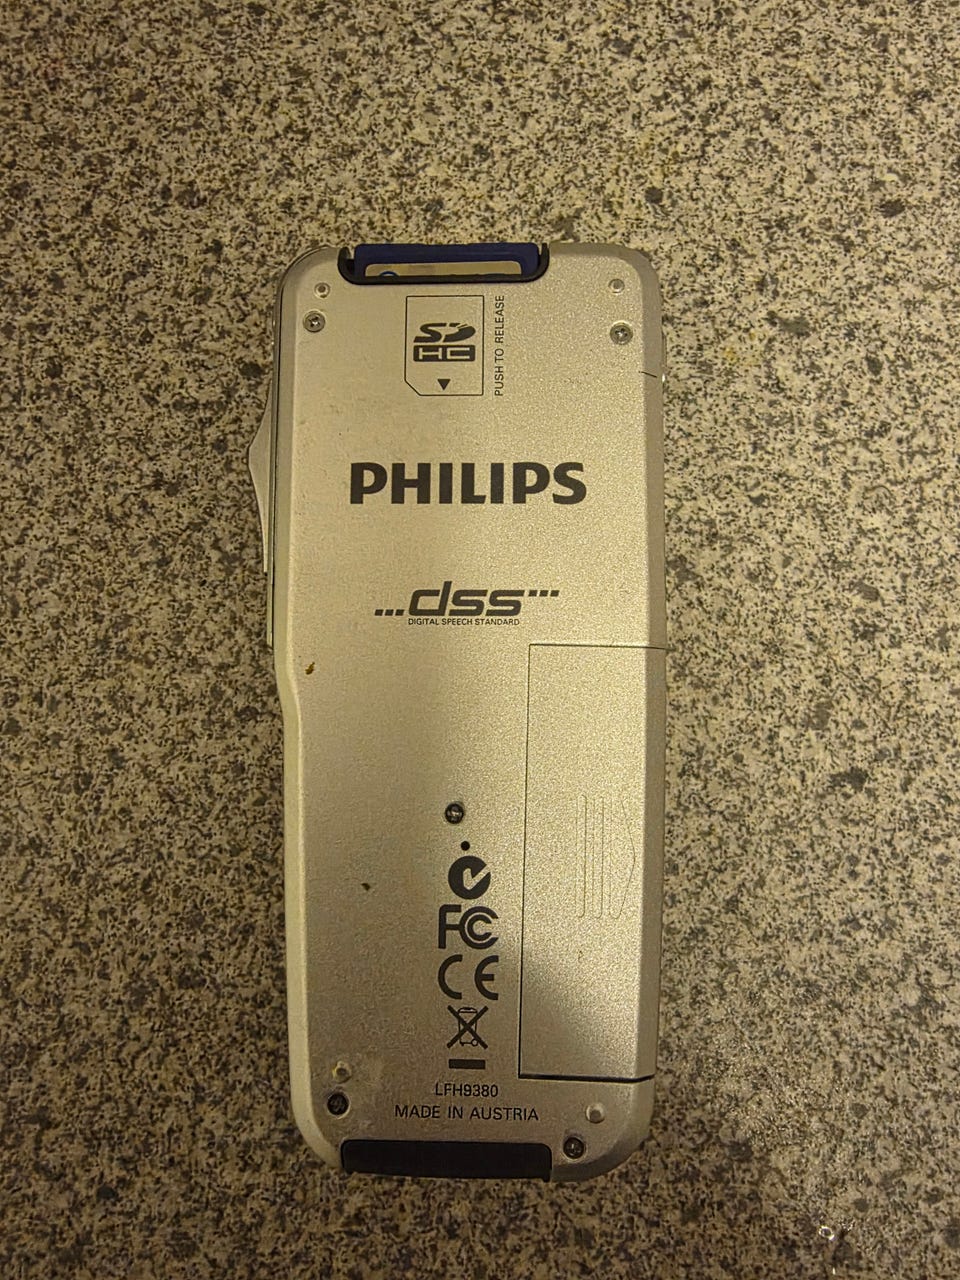 SD
HC
PUSH TO RELEASE
PHILIPS
...dss...
DIGITAL SPEECH STANDARD
FC
CE
LFH9380
MADE IN AUSTRIA